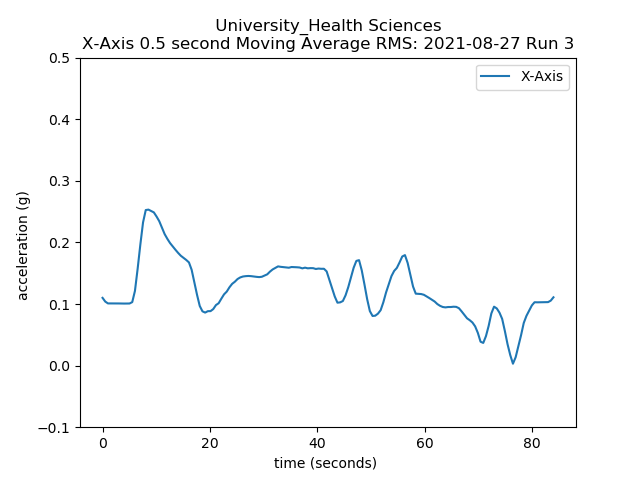 University_Health Sciences
X-Axis 0.5 second Moving Average RMS: 2021-08-27 Run 3
X-Axis
0.5
0.4
0.3
0.2
0.1
0.0
−0.1
acceleration (g)
0 20 40 60 80
time (seconds)